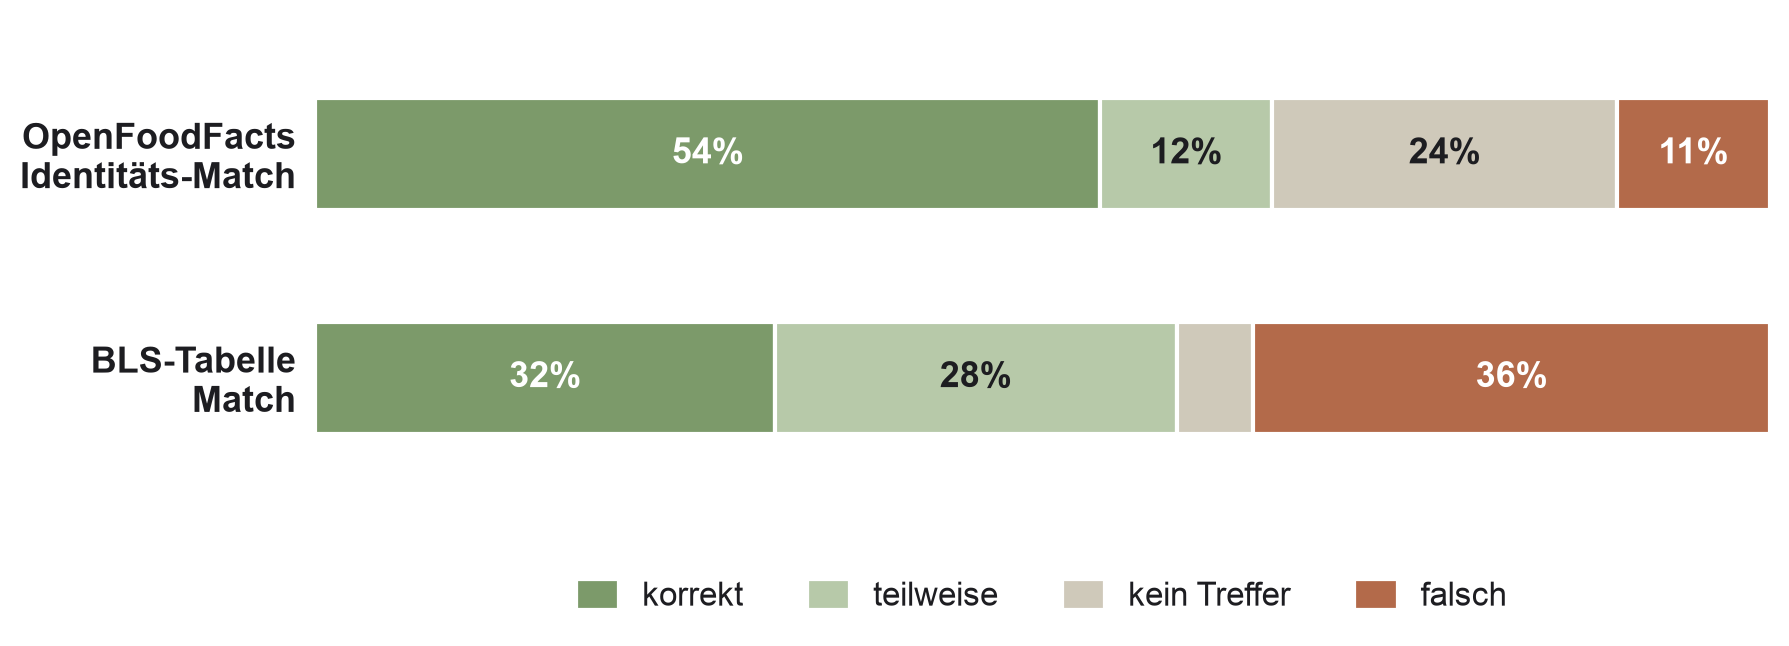 OpenFoodFacts
Identitäts-Match
54%
12%
24%
11%
BLS-Tabelle
Match
32%
28%
36%
korrekt
teilweise
kein Treffer
falsch